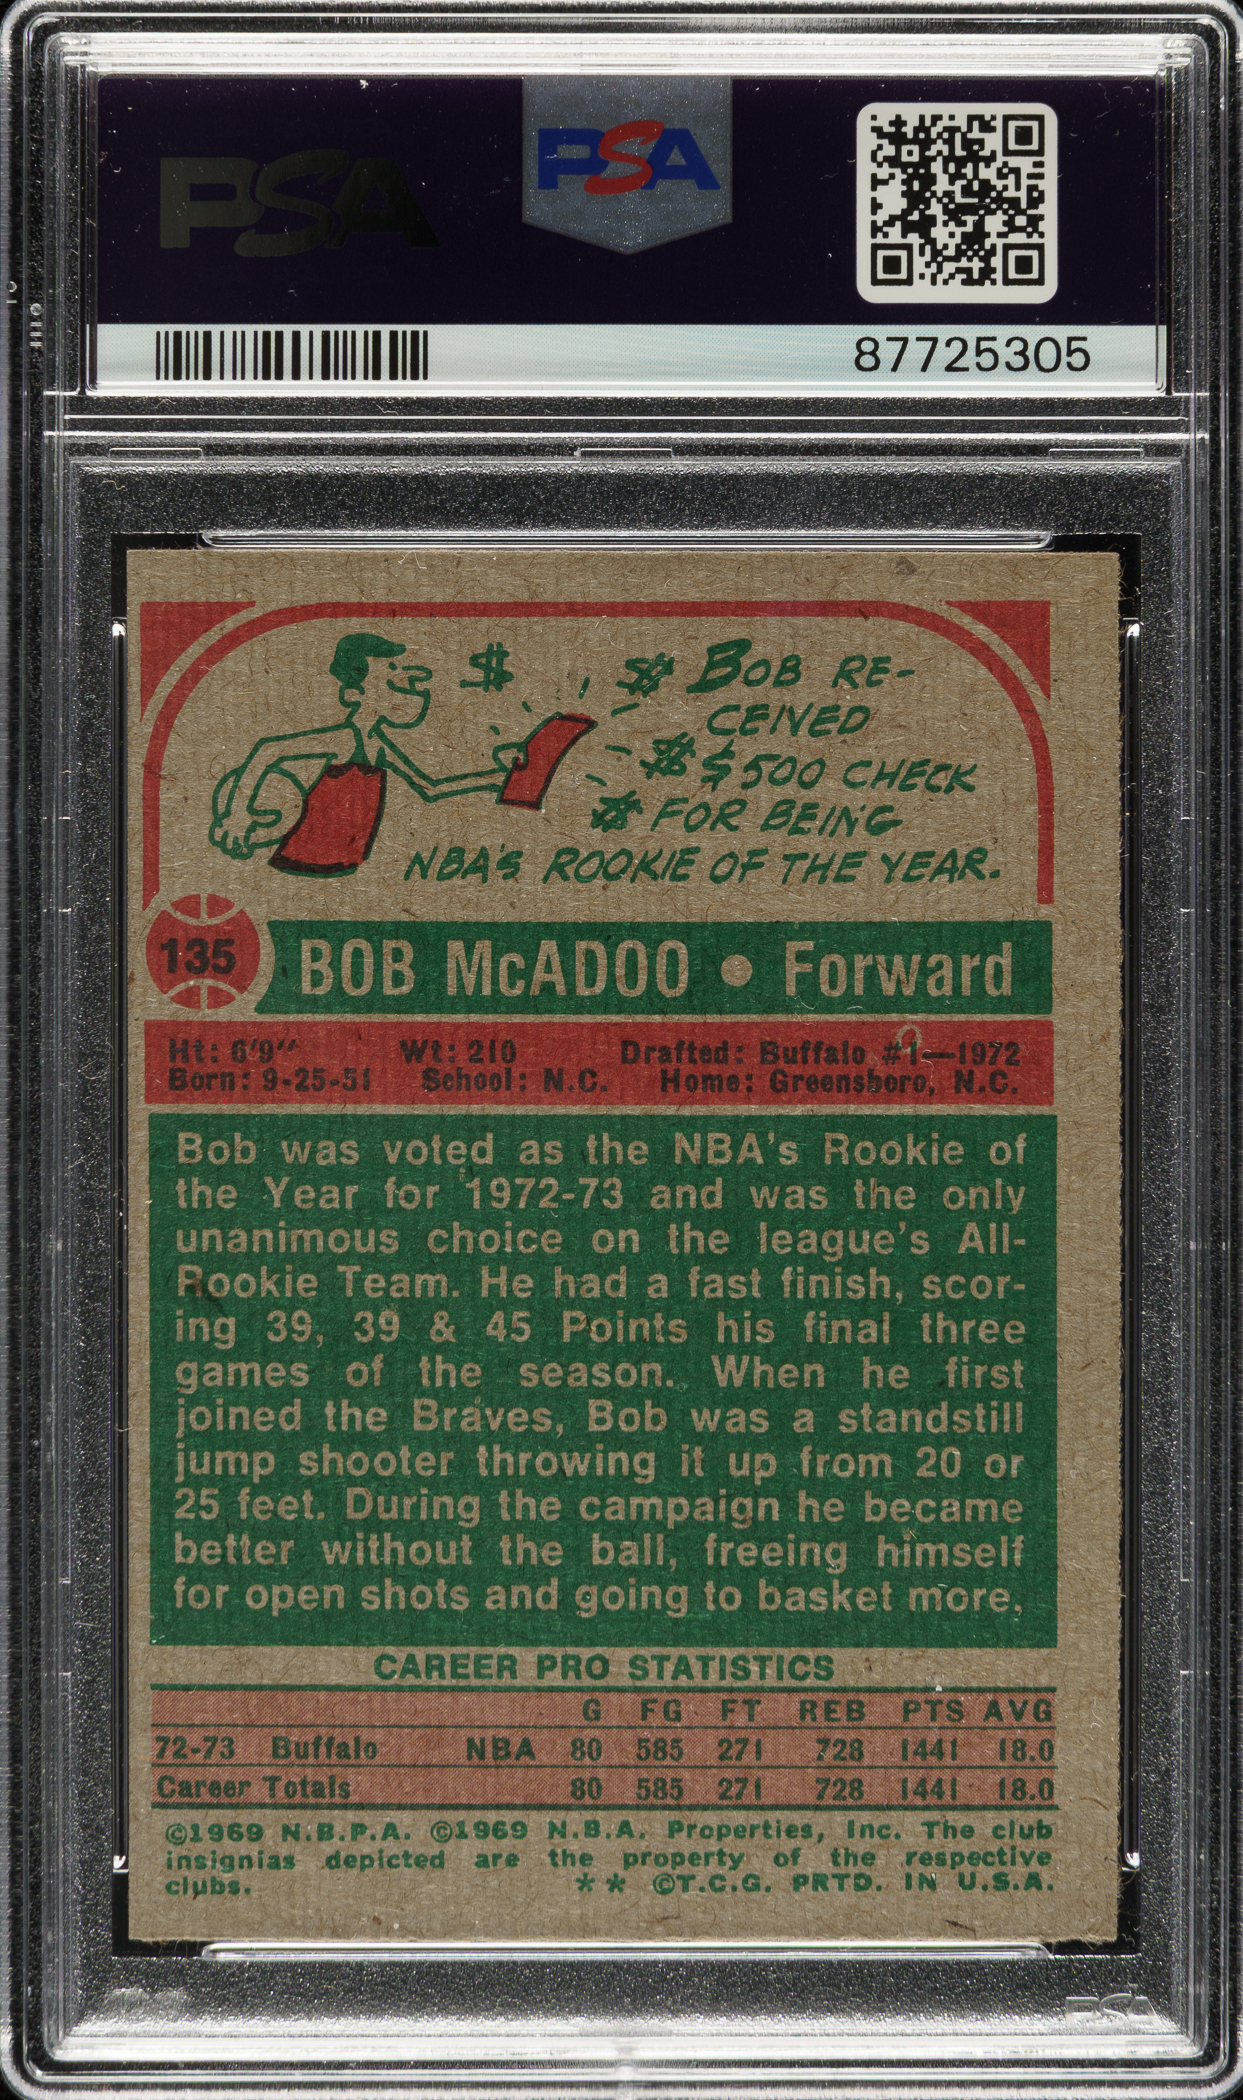 PSA
PSA
87725305
$ $ BOB RE-
CEIVED
$ $500 CHECK
$ FOR BEING
NBA'S ROOKIE OF THE YEAR.
135
BOB McADOO • Forward
Ht: 6'9" Wt: 210 Drafted: Buffalo #1—1972
Born: 9-25-51 School: N.C. Home: Greensboro, N.C.
Bob was voted as the NBA's Rookie of
the Year for 1972-73 and was the only
unanimous choice on the league's All-
Rookie Team. He had a fast finish, scor-
ing 39, 39 & 45 Points his final three
games of the season. When he first
joined the Braves, Bob was a standstill
jump shooter throwing it up from 20 or
25 feet. During the campaign he became
better without the ball, freeing himself
for open shots and going to basket more.
CAREER PRO STATISTICS
G FG FT REB PTS AVG
72-73 Buffalo NBA 80 585 271 728 1441 18.0
Career Totals 80 585 271 728 1441 18.0
©1969 N.B.P.A. ©1969 N.B.A. Properties, Inc. The club
insignias depicted are the property of the respective
clubs. ** ©T.C.G. PRTD. IN U.S.A.
PSA